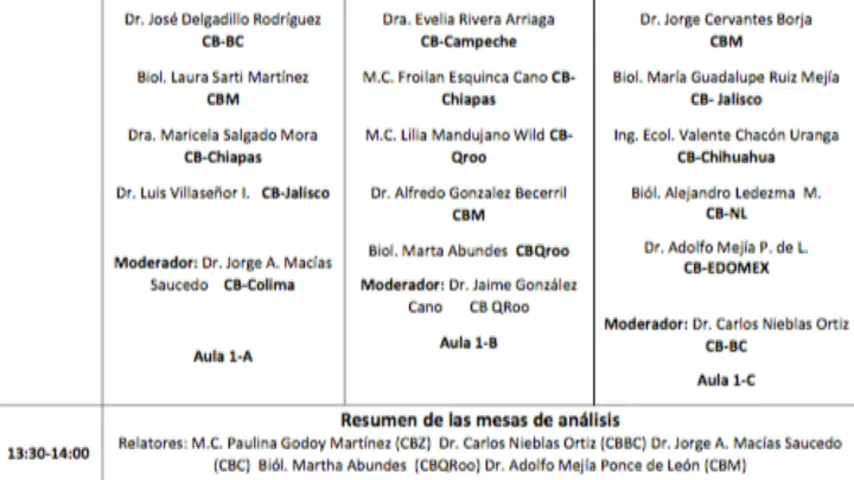 Dr. José Delgadillo Rodríguez
CB-BC
Biol. Laura Sarti Martínez
CBM
Dra. Maricela Salgado Mora
CB-Chiapas
Dr. Luis Villaseñor I. CB-Jalisco
Moderador: Dr. Jorge A. Macías
Saucedo CB-Colima
Aula 1-A
Dra. Evelia Rivera Arriaga
CB-Campeche
M.C. Froilan Esquinca Cano CB-
Chiapas
M.C. Lilia Mandujano Wild CB-
Qroo
Dr. Alfredo Gonzalez Becerril
CBM
Biol. Marta Abundes CBQroo
Moderador: Dr. Jaime González
Cano CB QRoo
Aula 1-B
Dr. Jorge Cervantes Borja
CBM
Biol. María Guadalupe Ruiz Mejía
CB- Jalisco
Ing. Ecol. Valente Chacón Uranga
CB-Chihuahua
Biól. Alejandro Ledezma M.
CB-NL
Dr. Adolfo Mejía P. de L.
CB-EDOMEX
Moderador: Dr. Carlos Nieblas Ortiz
CB-BC
Aula 1-C
13:30-14:00
Resumen de las mesas de análisis
Relatores: M.C. Paulina Godoy Martínez (CBZ) Dr. Carlos Nieblas Ortiz (CBBC) Dr. Jorge A. Macías Saucedo
(CBC) Biól. Martha Abundes (CBQRoo) Dr. Adolfo Mejía Ponce de León (CBM)